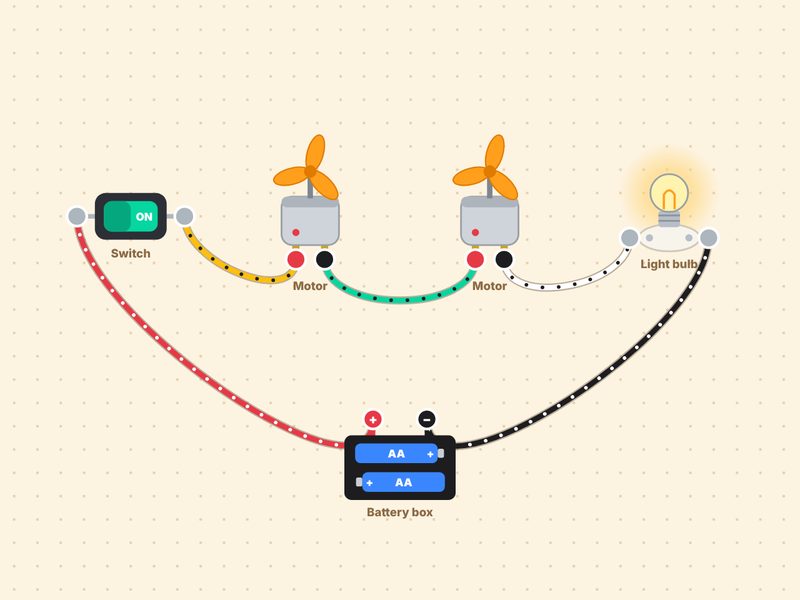 ON
Switch
Motor
Motor
Light bulb
+
−
AA +
+ AA
Battery box